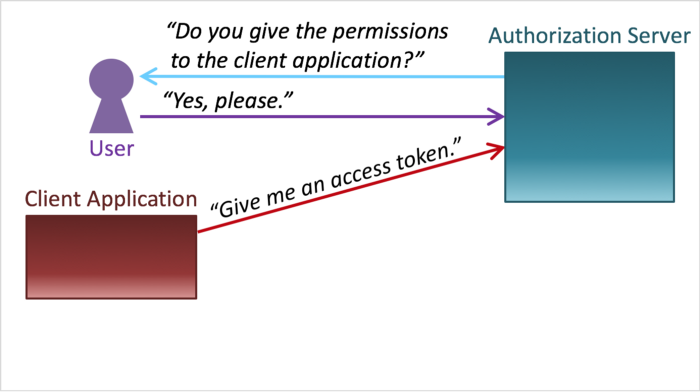 “Do you give the permissions
to the client application?”
Authorization Server
“Yes, please.”
User
“Give me an access token.”
Client Application